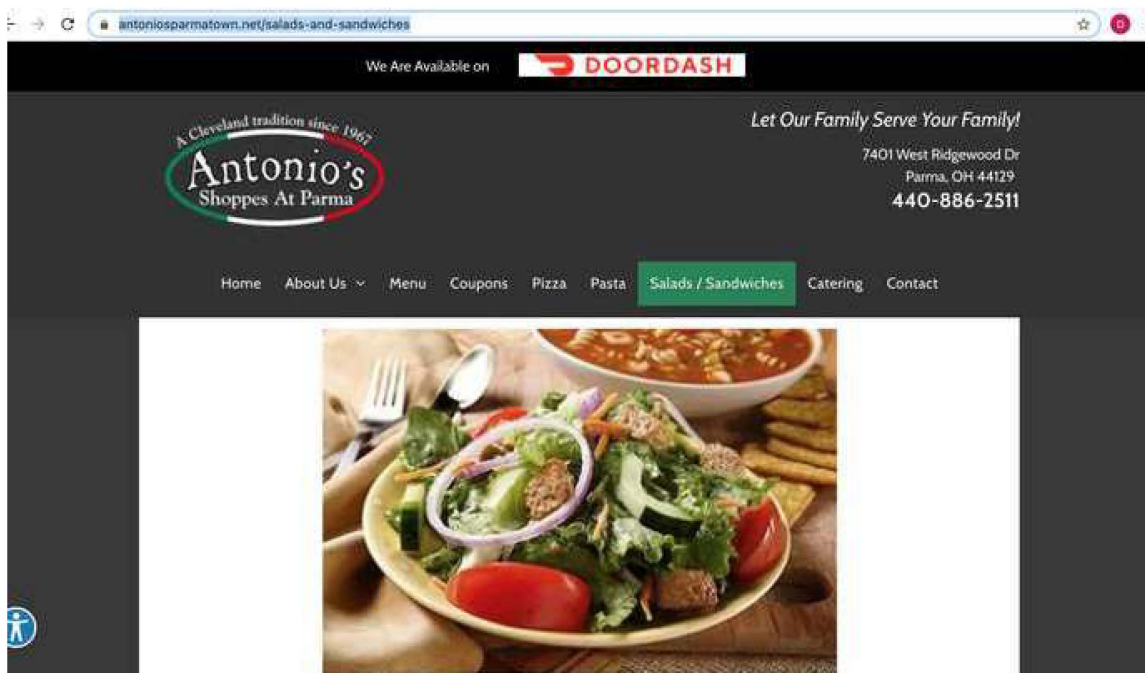 antoniosparmatown.net/salads-and-sandwiches
D
We Are Available on DOORDASH
A Cleveland tradition since 1967
Antonio's
Shoppes At Parma
Let Our Family Serve Your Family!
7401 West Ridgewood Dr
Parma, OH 44129
440-886-2511
Home About Us Menu Coupons Pizza Pasta Salads / Sandwiches Catering Contact